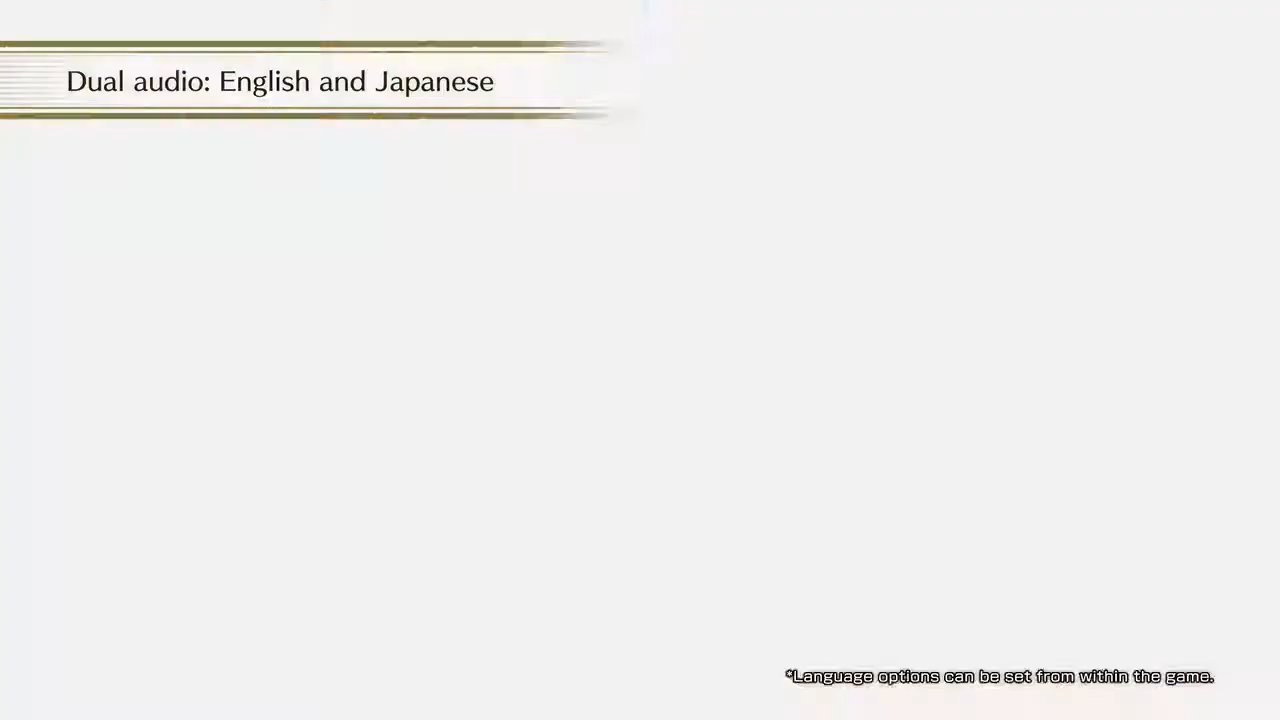 Dual audio: English and Japanese
*Language options can be set from within the game.